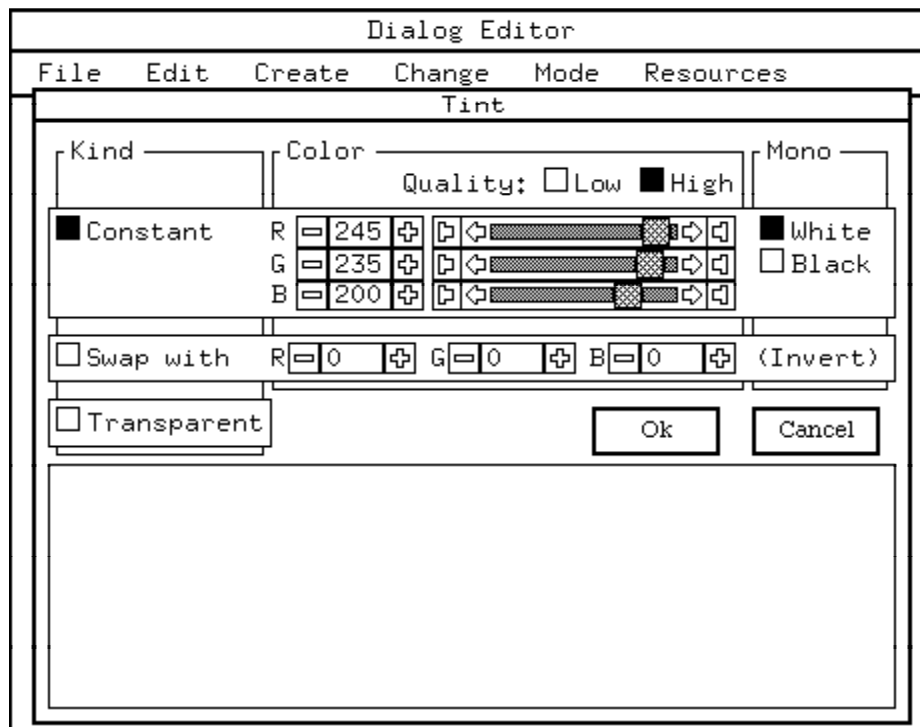 Dialog Editor
File Edit Create Change Mode Resources
Tint
Kind Color Mono
Quality: Low High
Constant R 245 White
G 235 Black
B 200
Swap with R 0 G 0 B 0 (Invert)
Transparent Ok Cancel